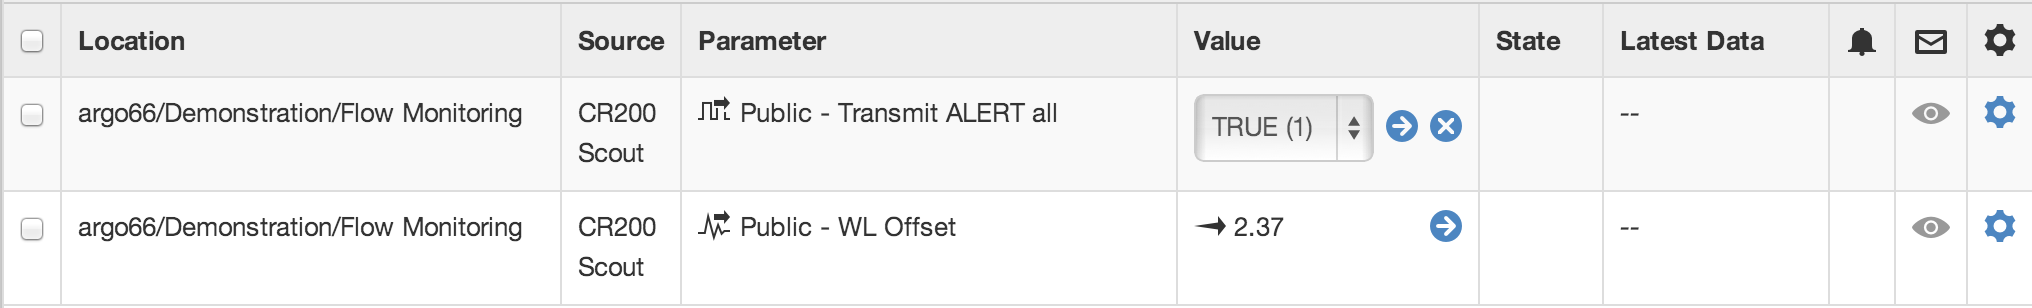 Location Source Parameter Value State Latest Data
argo66/Demonstration/Flow Monitoring CR200 Public - Transmit ALERT all TRUE (1) --
Scout
argo66/Demonstration/Flow Monitoring CR200 Public - WL Offset 2.37 --
Scout